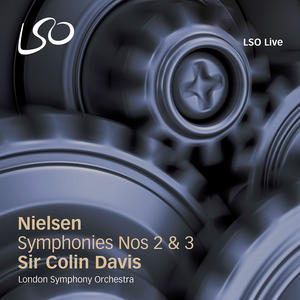 LSO
LSO Live
Nielsen
Symphonies Nos 2 & 3
Sir Colin Davis
London Symphony Orchestra